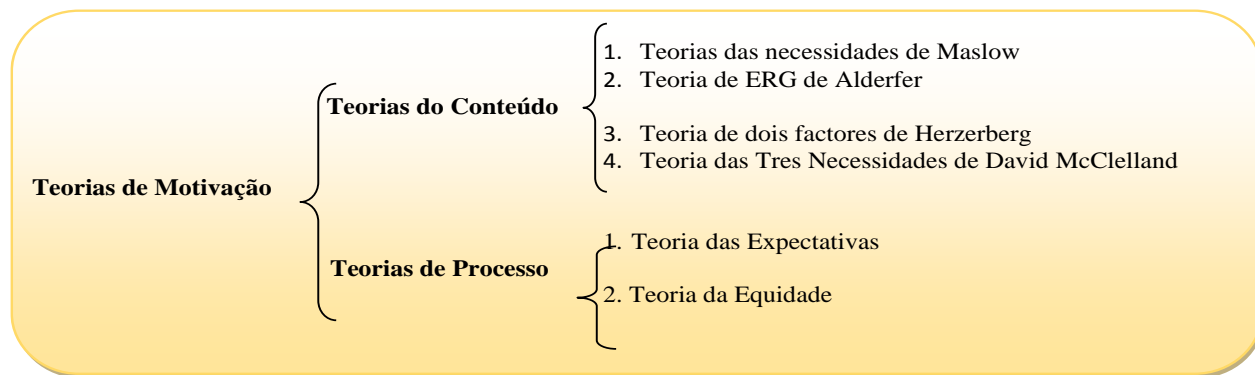 1. Teorias das necessidades de Maslow
2. Teoria de ERG de Alderfer
Teorias do Conteúdo
3. Teoria de dois factores de Herzerberg
4. Teoria das Tres Necessidades de David McClelland
Teorias de Motivação
1. Teoria das Expectativas
Teorias de Processo
2. Teoria da Equidade